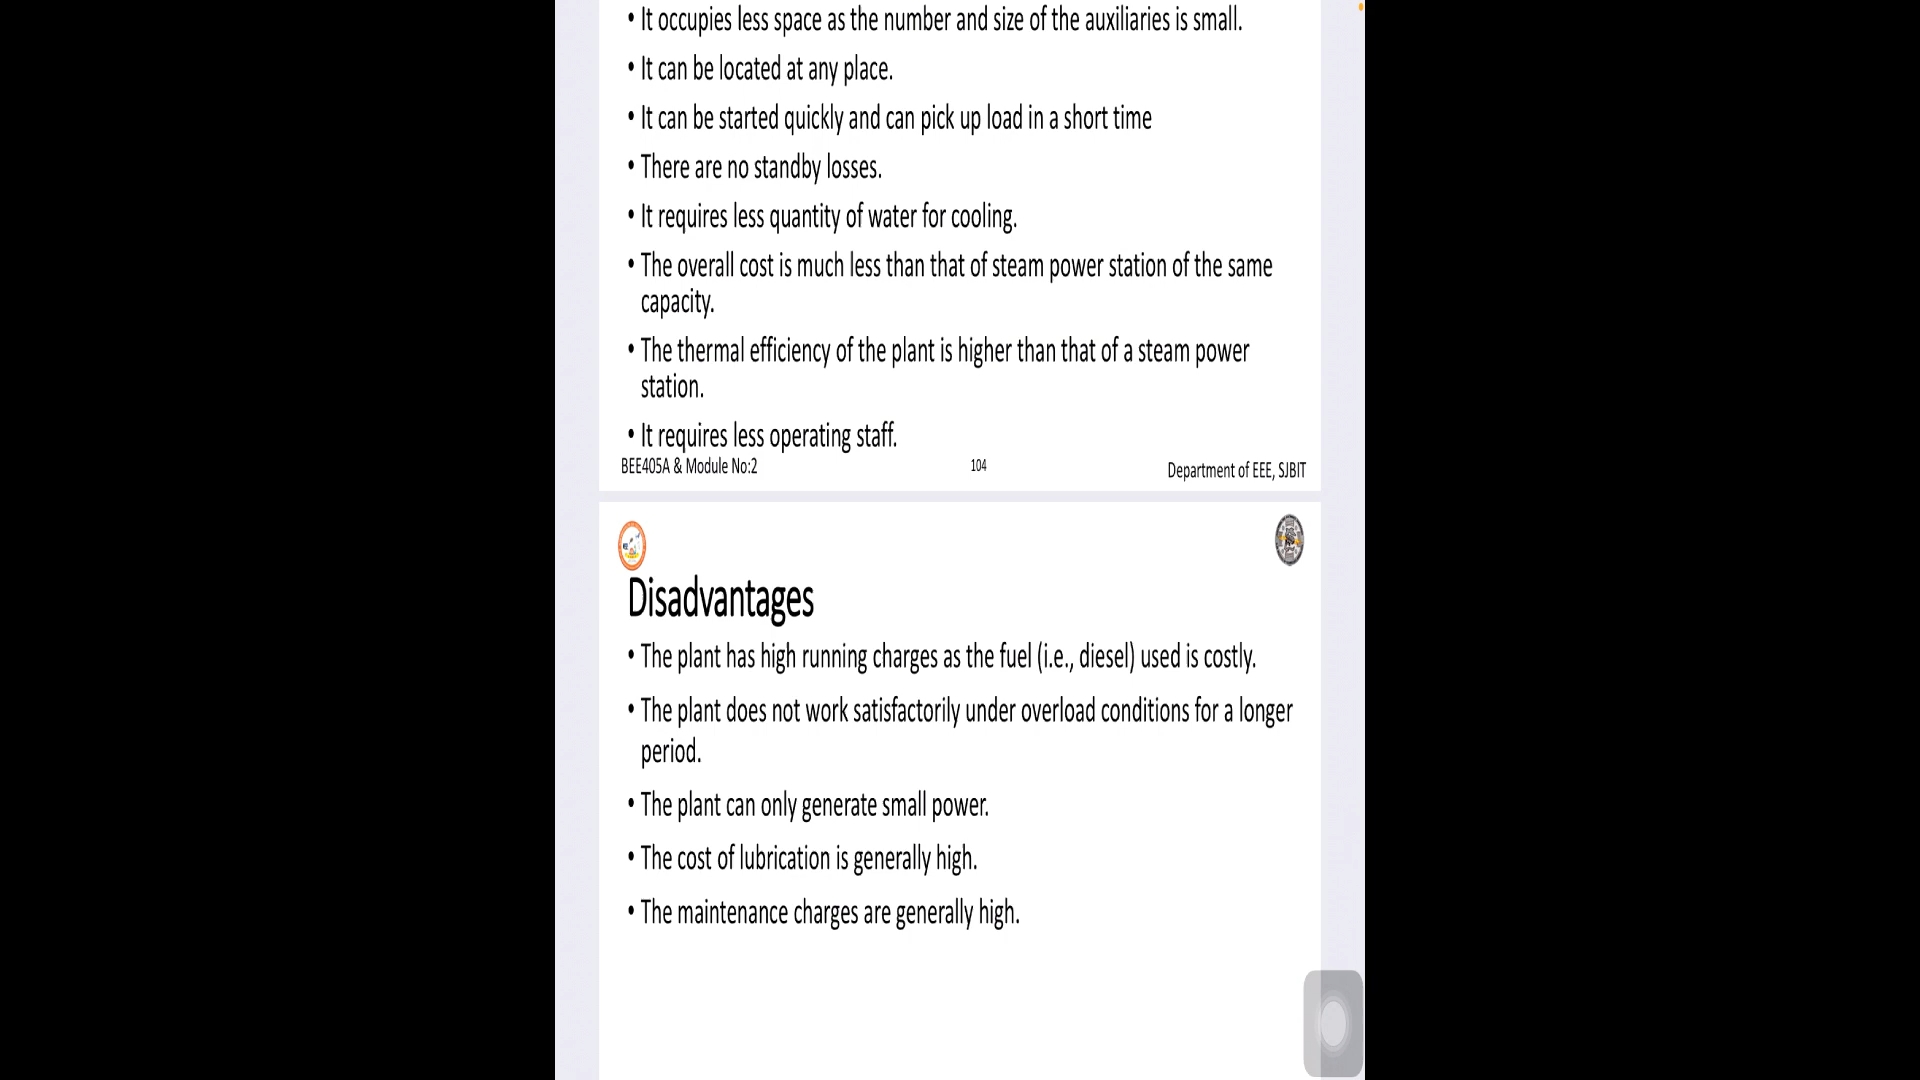 • It occupies less space as the number and size of the auxiliaries is small.
• It can be located at any place.
• It can be started quickly and can pick up load in a short time
• There are no standby losses.
• It requires less quantity of water for cooling.
• The overall cost is much less than that of steam power station of the same
capacity.
• The thermal efficiency of the plant is higher than that of a steam power
station.
• It requires less operating staff.
BEE405A & Module No:2 104 Department of EEE, SJBIT
Disadvantages
• The plant has high running charges as the fuel (i.e., diesel) used is costly.
• The plant does not work satisfactorily under overload conditions for a longer
period.
• The plant can only generate small power.
• The cost of lubrication is generally high.
• The maintenance charges are generally high.